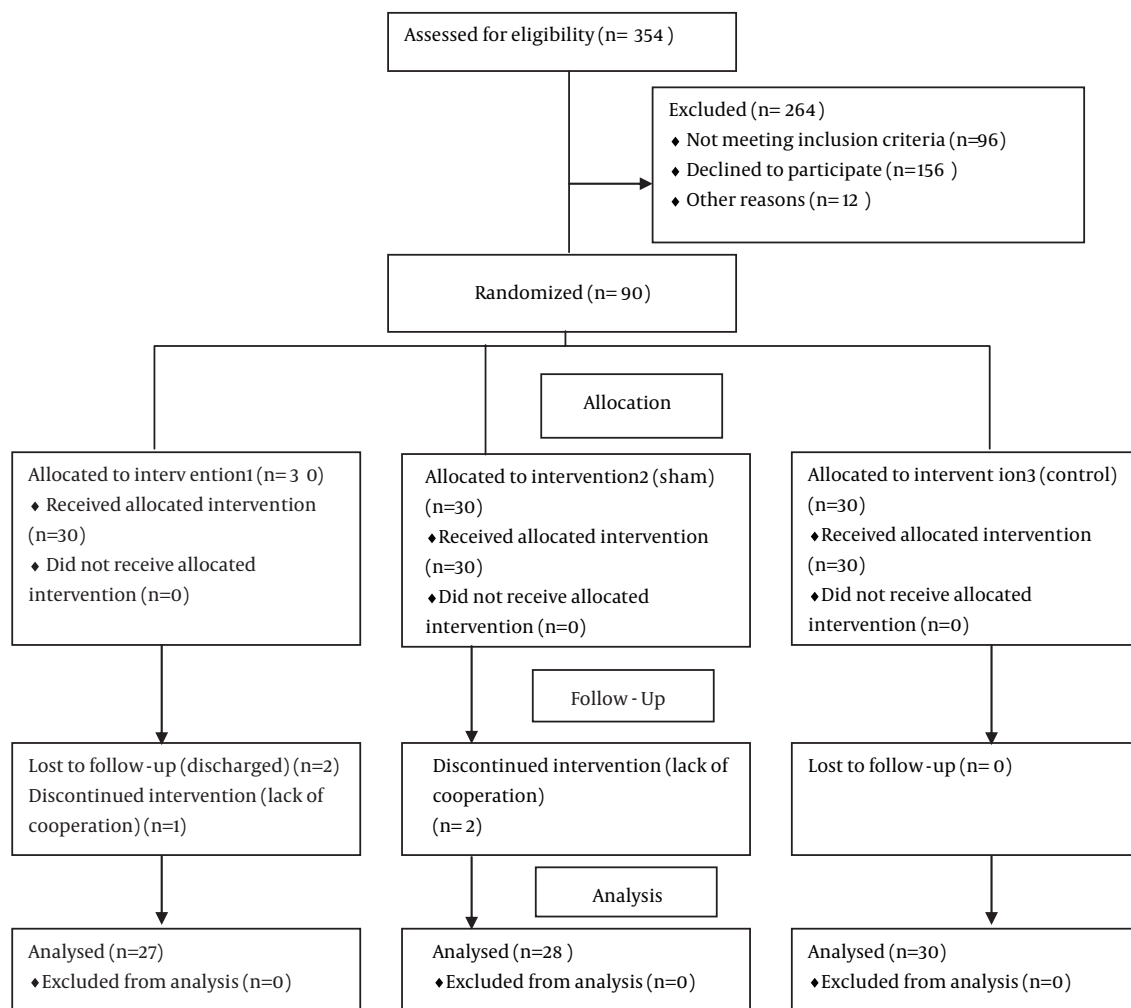 Assessed for eligibility (n= 354 )
Excluded (n= 264)
♦ Not meeting inclusion criteria (n=96)
♦ Declined to participate (n=156 )
♦ Other reasons (n= 12 )
Randomized (n= 90)
Allocation
Allocated to interv ention1 (n= 3 0)
♦ Received allocated intervention
(n=30)
♦ Did not receive allocated
intervention (n=0)
Allocated to intervention2 (sham)
(n=30)
♦Received allocated intervention
(n=30)
♦Did not receive allocated
intervention (n=0)
Allocated to intervent ion3 (control)
(n=30)
♦Received allocated intervention
(n=30)
♦Did not receive allocated
intervention (n=0)
Follow - Up
Lost to follow -up (discharged) (n=2)
Discontinued intervention (lack of
cooperation) (n=1)
Discontinued intervention (lack of
cooperation)
(n= 2)
Lost to follow -up (n= 0)
Analysis
Analysed (n=27)
♦Excluded from analysis (n=0)
Analysed (n=28 )
♦Excluded from analysis (n=0)
Analysed (n=30)
♦Excluded from analysis (n=0)